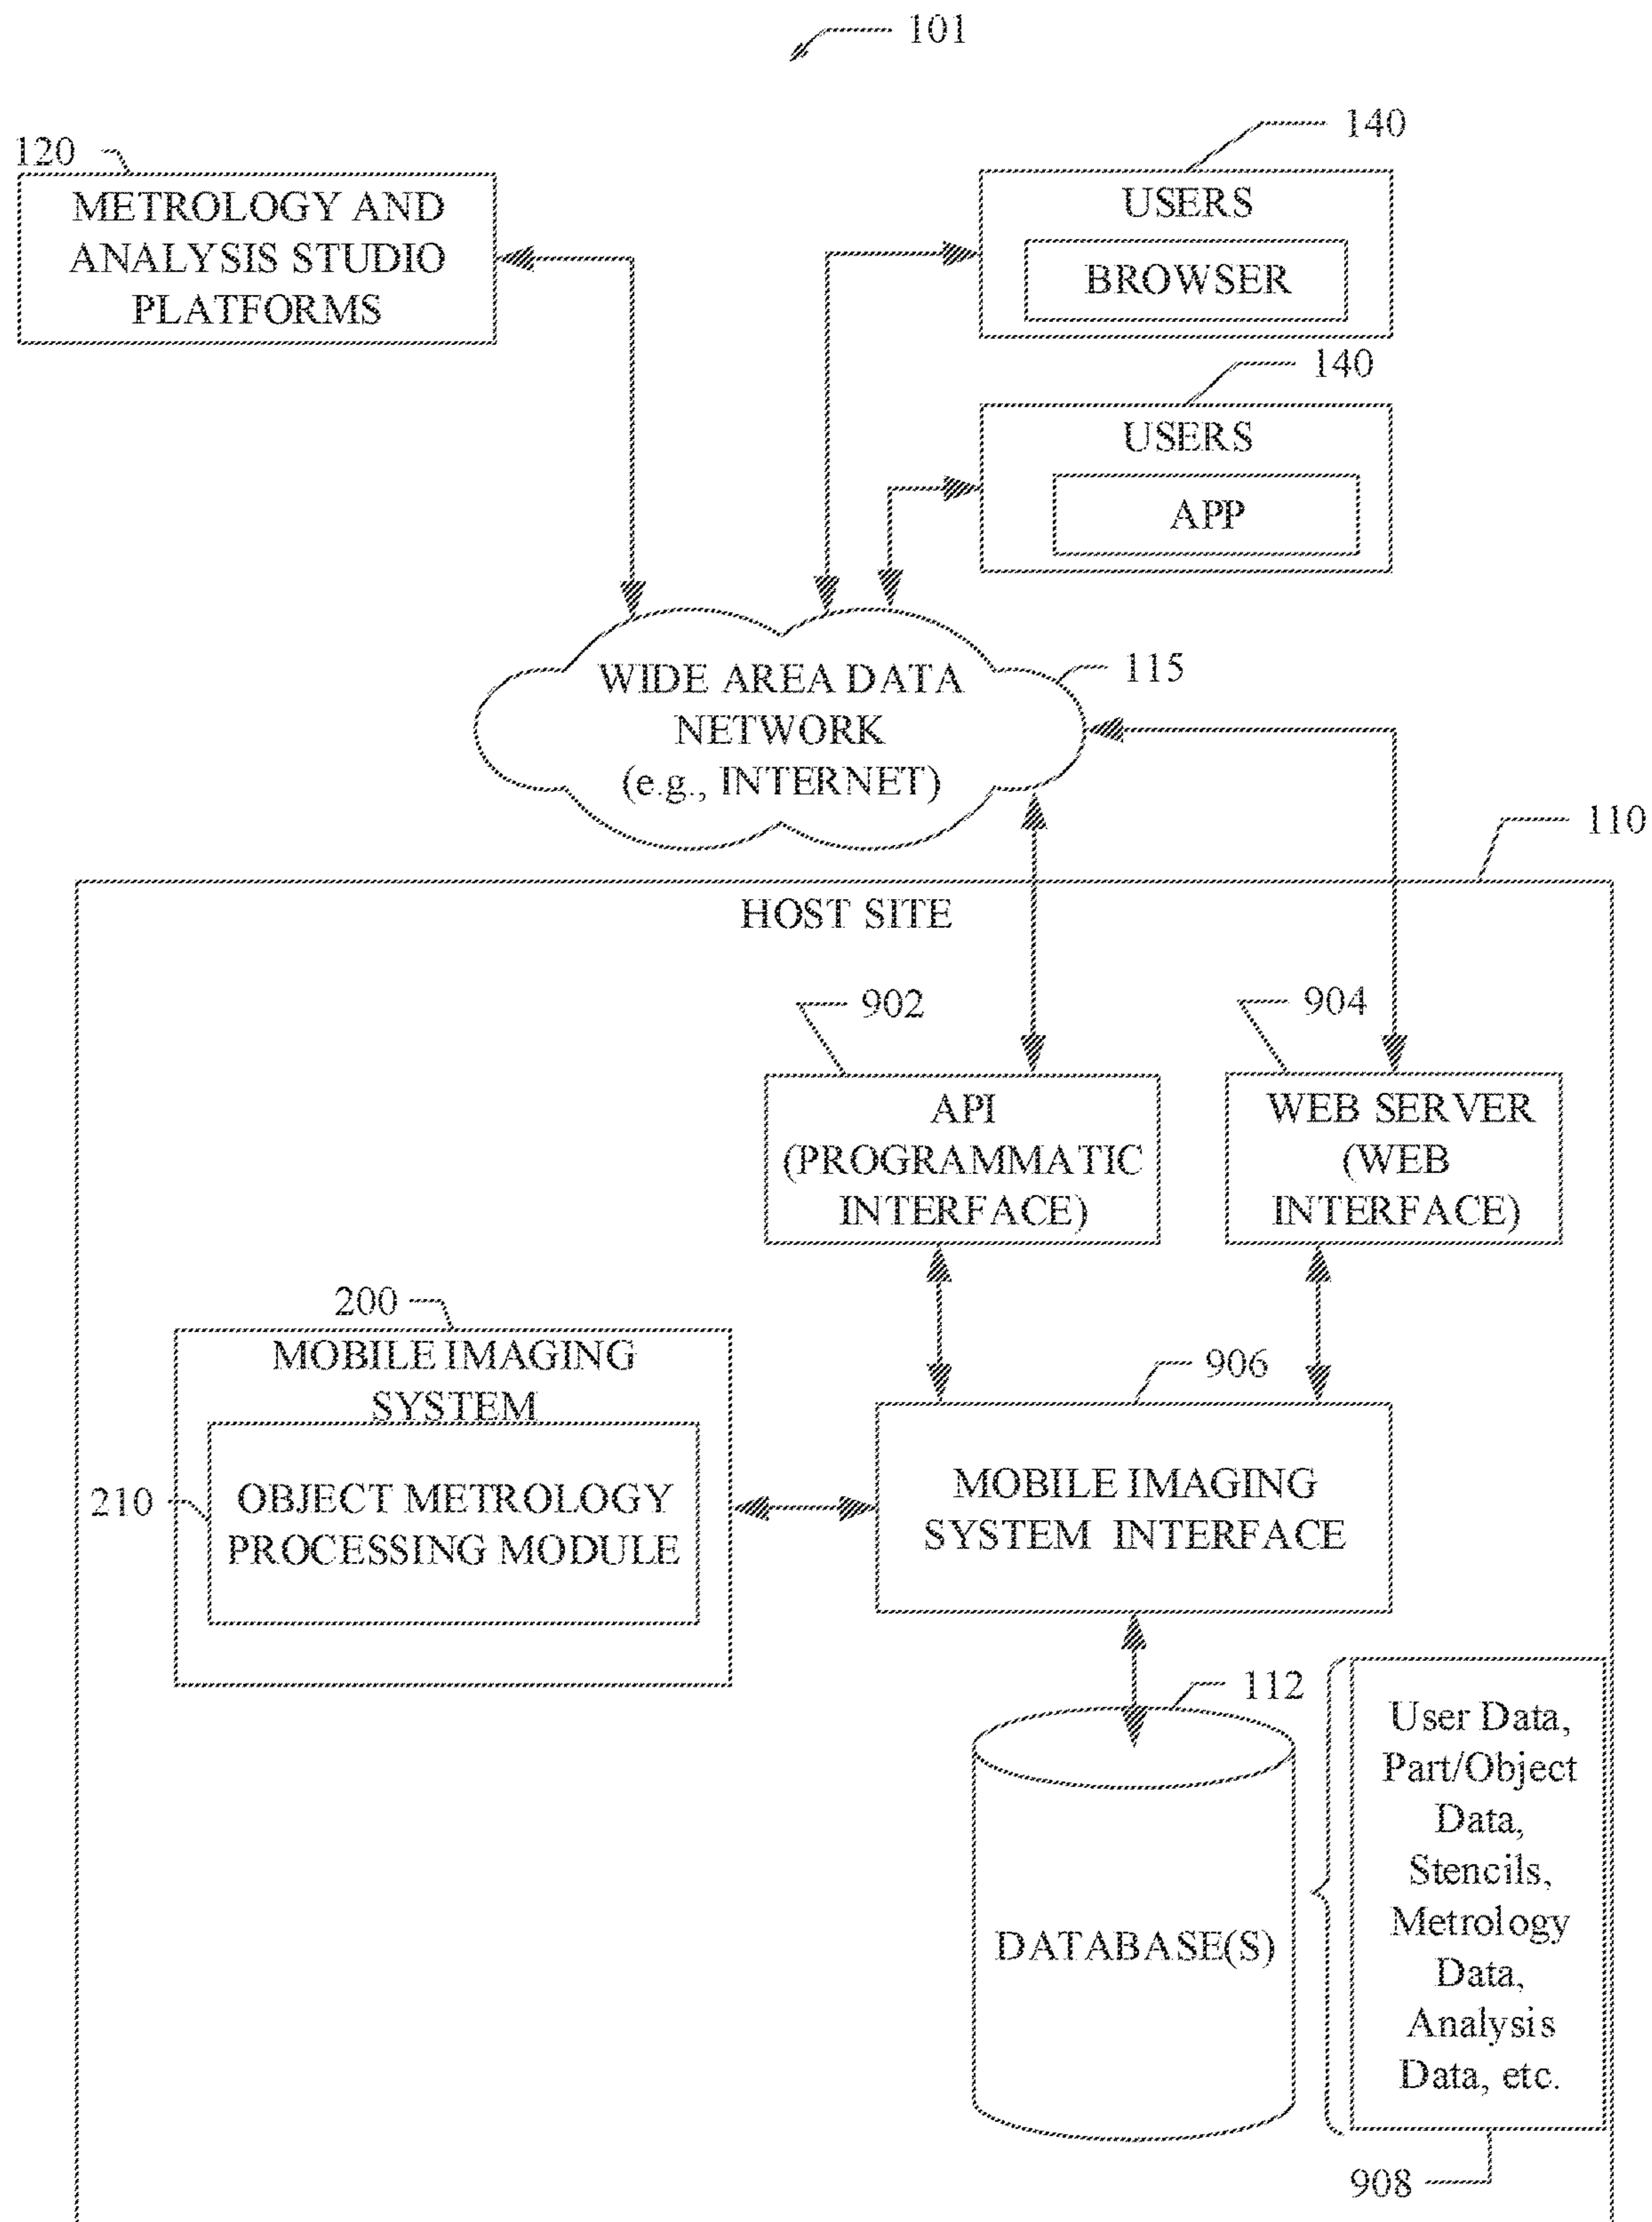 101
120
METROLOGY AND
ANALYSIS STUDIO
PLATFORMS
140
USERS
BROWSER
140
USERS
APP
WIDE AREA DATA
NETWORK
(e.g., INTERNET)
115
110
HOST SITE
902
API
(PROGRAMMATIC
INTERFACE)
904
WEB SERVER
(WEB
INTERFACE)
200
MOBILE IMAGING
SYSTEM
210
OBJECT METROLOGY
PROCESSING MODULE
906
MOBILE IMAGING
SYSTEM INTERFACE
112
DATABASE(S)
User Data,
Part/Object
Data,
Stencils,
Metrology
Data,
Analysis
Data, etc.
908